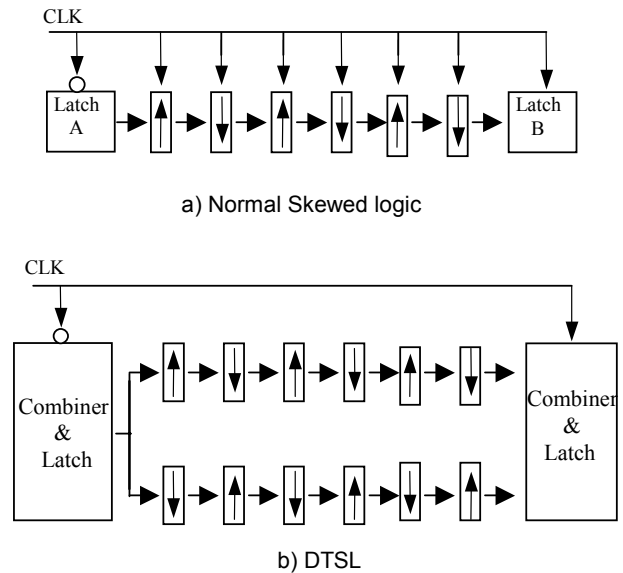 CLK
Latch
A
Latch
B
a) Normal Skewed logic
CLK
Combiner
&
Latch
Combiner
&
Latch
b) DTSL